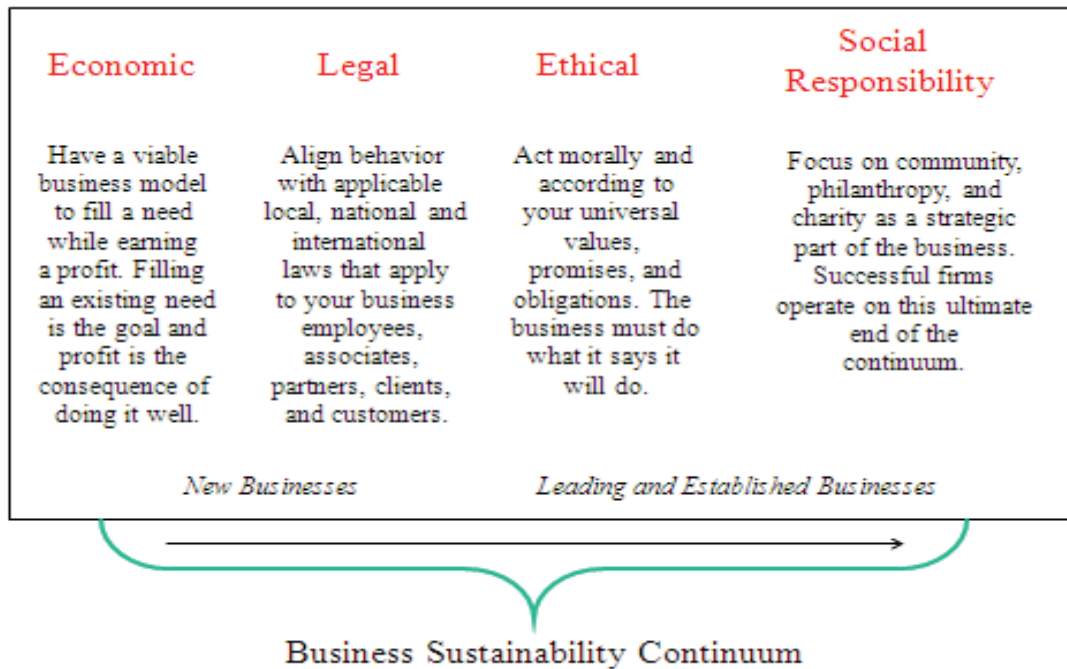 Economic
Have a viable
business model
to fill a need
while earning
a profit. Filling
an existing need
is the goal and
profit is the
consequence of
doing it well.
Legal
Align behavior
with applicable
local, national and
international
laws that apply
to your business
employees,
associates,
partners, clients,
and customers.
Ethical
Act morally and
according to
your universal
values,
promises, and
obligations. The
business must do
what it says it
will do.
Social
Responsibility
Focus on community,
philanthropy, and
charity as a strategic
part of the business.
Successful firms
operate on this ultimate
end of the
continuum.
New Businesses
Leading and Established Businesses
Business Sustainability Continuum